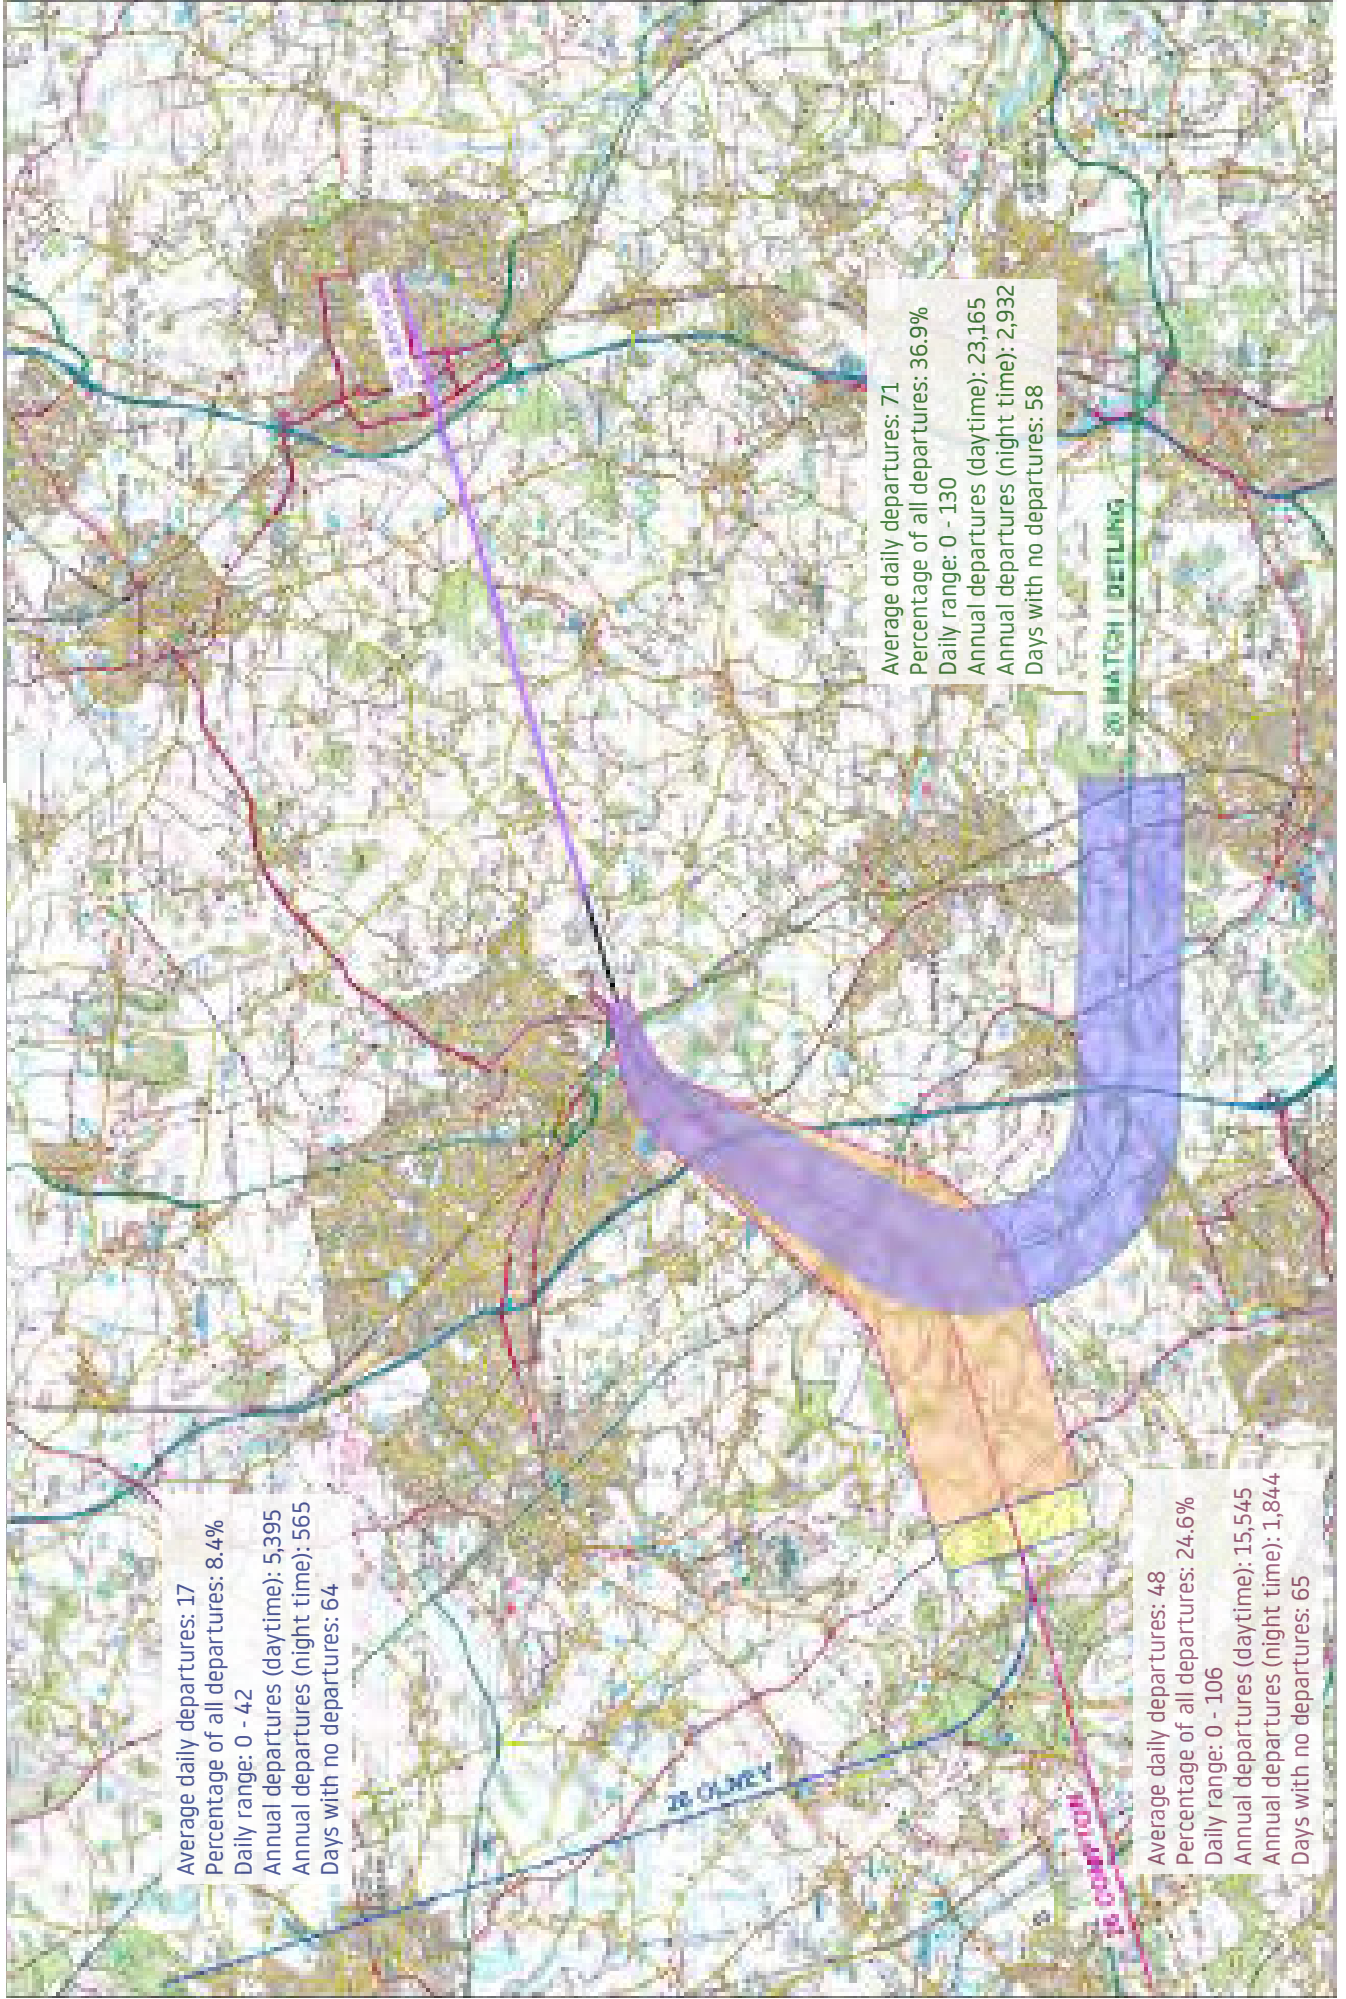 Average daily departures: 17
Percentage of all departures: 8.4%
Daily range: 0 - 42
Annual departures (daytime): 5,395
Annual departures (night time): 565
Days with no departures: 64
Average daily departures: 71
Percentage of all departures: 36.9%
Daily range: 0 - 130
Annual departures (daytime): 23,165
Annual departures (night time): 2,932
Days with no departures: 58
26 OLNEY
26 MATCH | DETLING
26 COMPTON
Average daily departures: 48
Percentage of all departures: 24.6%
Daily range: 0 - 106
Annual departures (daytime): 15,545
Annual departures (night time): 1,844
Days with no departures: 65